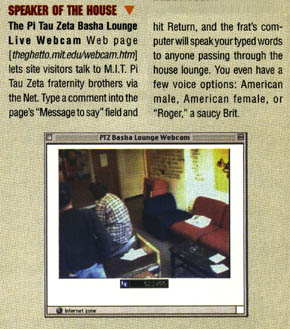 SPEAKER OF THE HOUSE
The Pi Tau Zeta Basha Lounge
Live Webcam Web page
[theghetto.mit.edu/webcam.htm]
lets site visitors talk to M.I.T. Pi
Tau Zeta fraternity brothers via
the Net. Type a comment into the
page's "Message to say" field and
hit Return, and the frat's com-
puter will speak your typed words
to anyone passing through the
house lounge. You even have a
few voice options: American
male, American female, or
"Roger," a saucy Brit.
PTZ Basha Lounge Webcam
Internet zone